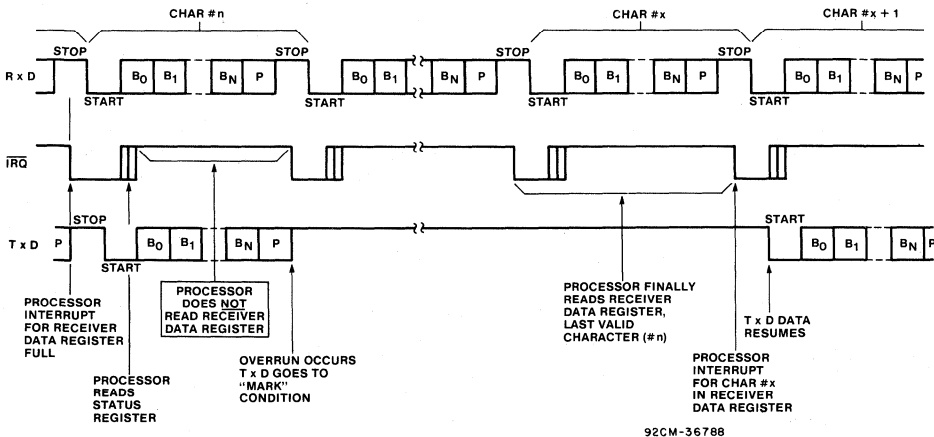 CHAR #n
CHAR #x
CHAR #x + 1
STOP
STOP
STOP
STOP
R x D
B0
B1
BN
P
B0
B1
BN
P
B0
B1
BN
P
B0
B1
BN
P
START
START
START
START
IRQ
STOP
START
T x D
P
B0
B1
BN
P
B0
B1
BN
P
START
PROCESSOR
INTERRUPT
FOR RECEIVER
DATA REGISTER
FULL
PROCESSOR
DOES NOT
READ RECEIVER
DATA REGISTER
PROCESSOR
READS
STATUS
REGISTER
OVERRUN OCCURS
T x D GOES TO
"MARK"
CONDITION
PROCESSOR FINALLY
READS RECEIVER
DATA REGISTER,
LAST VALID
CHARACTER (#n)
PROCESSOR
INTERRUPT
FOR CHAR #x
IN RECEIVER
DATA REGISTER
T x D DATA
RESUMES
92CM-36788